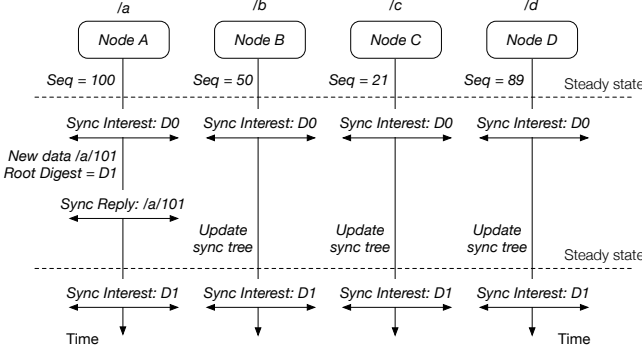 /a /b /c /d
Node A Node B Node C Node D
Seq = 100 Seq = 50 Seq = 21 Seq = 89
Steady state
Sync Interest: D0 Sync Interest: D0 Sync Interest: D0 Sync Interest: D0
New data /a/101
Root Digest = D1
Sync Reply: /a/101
Update Update Update
sync tree sync tree sync tree
Steady state
Sync Interest: D1 Sync Interest: D1 Sync Interest: D1 Sync Interest: D1
Time Time